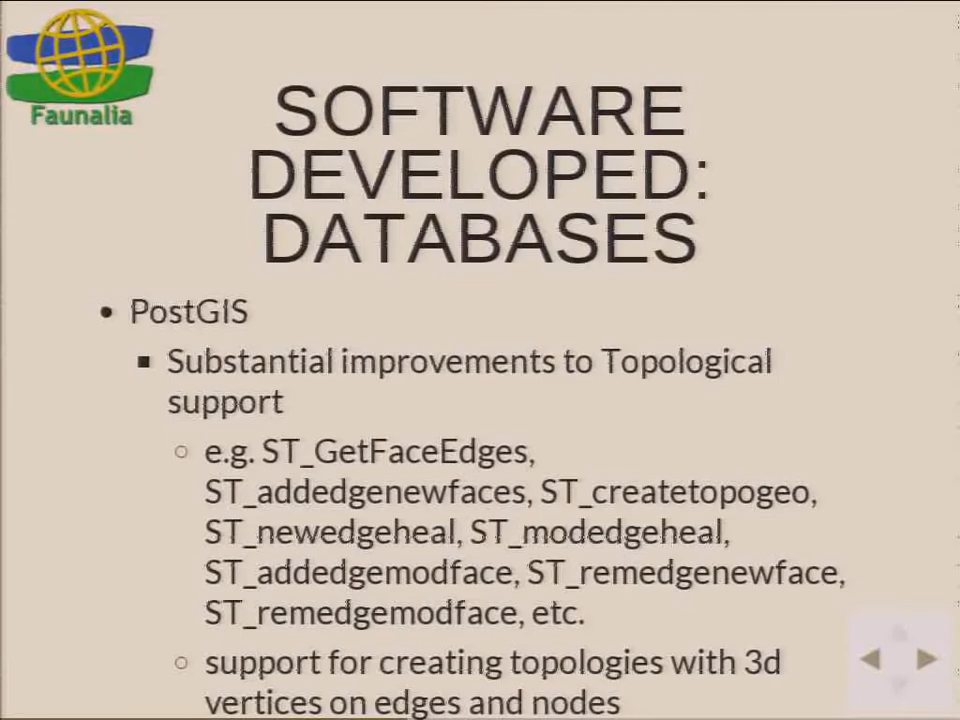 Faunalia
SOFTWARE
DEVELOPED:
DATABASES
• PostGIS
▪ Substantial improvements to Topological
support
○ e.g. ST_GetFaceEdges,
ST_addedgenewfaces, ST_createtopogeo,
ST_newedgeheal, ST_modedgeheal,
ST_addedgemodface, ST_remedgenewface,
ST_remedgemodface, etc.
○ support for creating topologies with 3d
vertices on edges and nodes